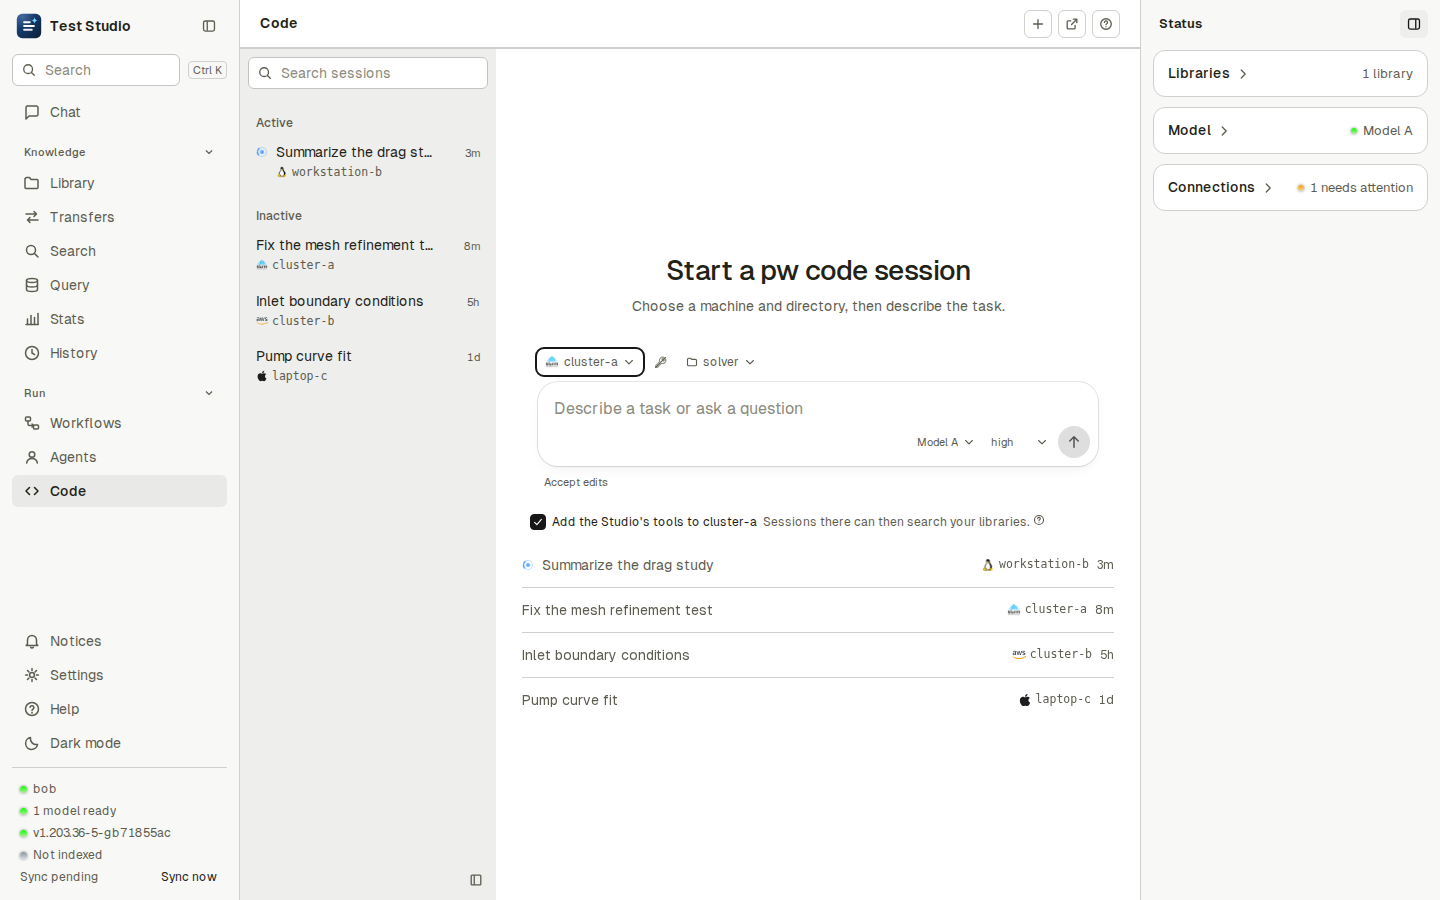 Test Studio
Search
Ctrl K
Chat
Knowledge
Library
Transfers
Search
Query
Stats
History
Run
Workflows
Agents
Code
Notices
Settings
Help
Dark mode
bob
1 model ready
v1.203.36-5-gb71855ac
Not indexed
Sync pending
Sync now
Code
Search sessions
Active
Summarize the drag st…
3m
workstation-b
Inactive
Fix the mesh refinement t…
8m
cluster-a
Inlet boundary conditions
5h
aws
cluster-b
Pump curve fit
1d
laptop-c
Start a pw code session
Choose a machine and directory, then describe the task.
cluster-a
solver
Describe a task or ask a question
Model A
high
Accept edits
Add the Studio's tools to cluster-a Sessions there can then search your libraries.
Summarize the drag study
workstation-b 3m
Fix the mesh refinement test
cluster-a 8m
Inlet boundary conditions
aws cluster-b 5h
Pump curve fit
laptop-c 1d
Status
Libraries
1 library
Model
Model A
Connections
1 needs attention